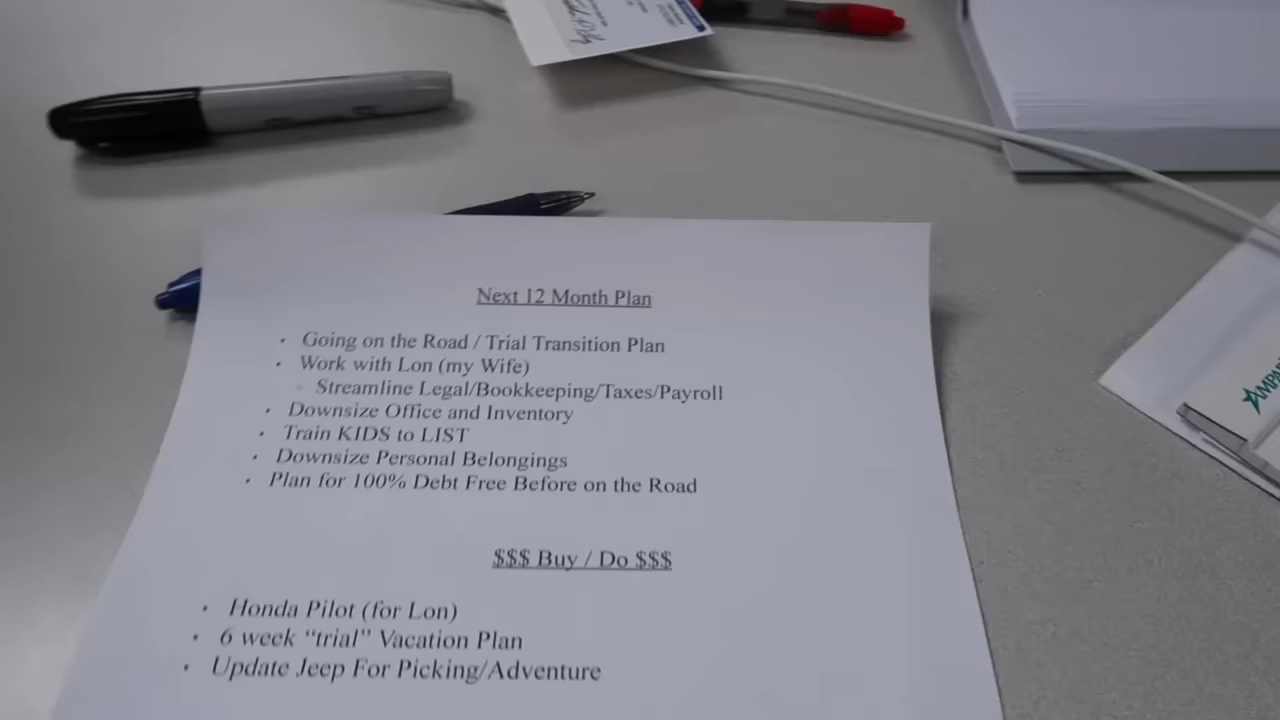 Next 12 Month Plan
• Going on the Road / Trial Transition Plan
• Work with Lon (my Wife)
◦ Streamline Legal/Bookkeeping/Taxes/Payroll
• Downsize Office and Inventory
• Train KIDS to LIST
• Downsize Personal Belongings
• Plan for 100% Debt Free Before on the Road
$$$ Buy / Do $$$
• Honda Pilot (for Lon)
• 6 week “trial” Vacation Plan
• Update Jeep For Picking/Adventure